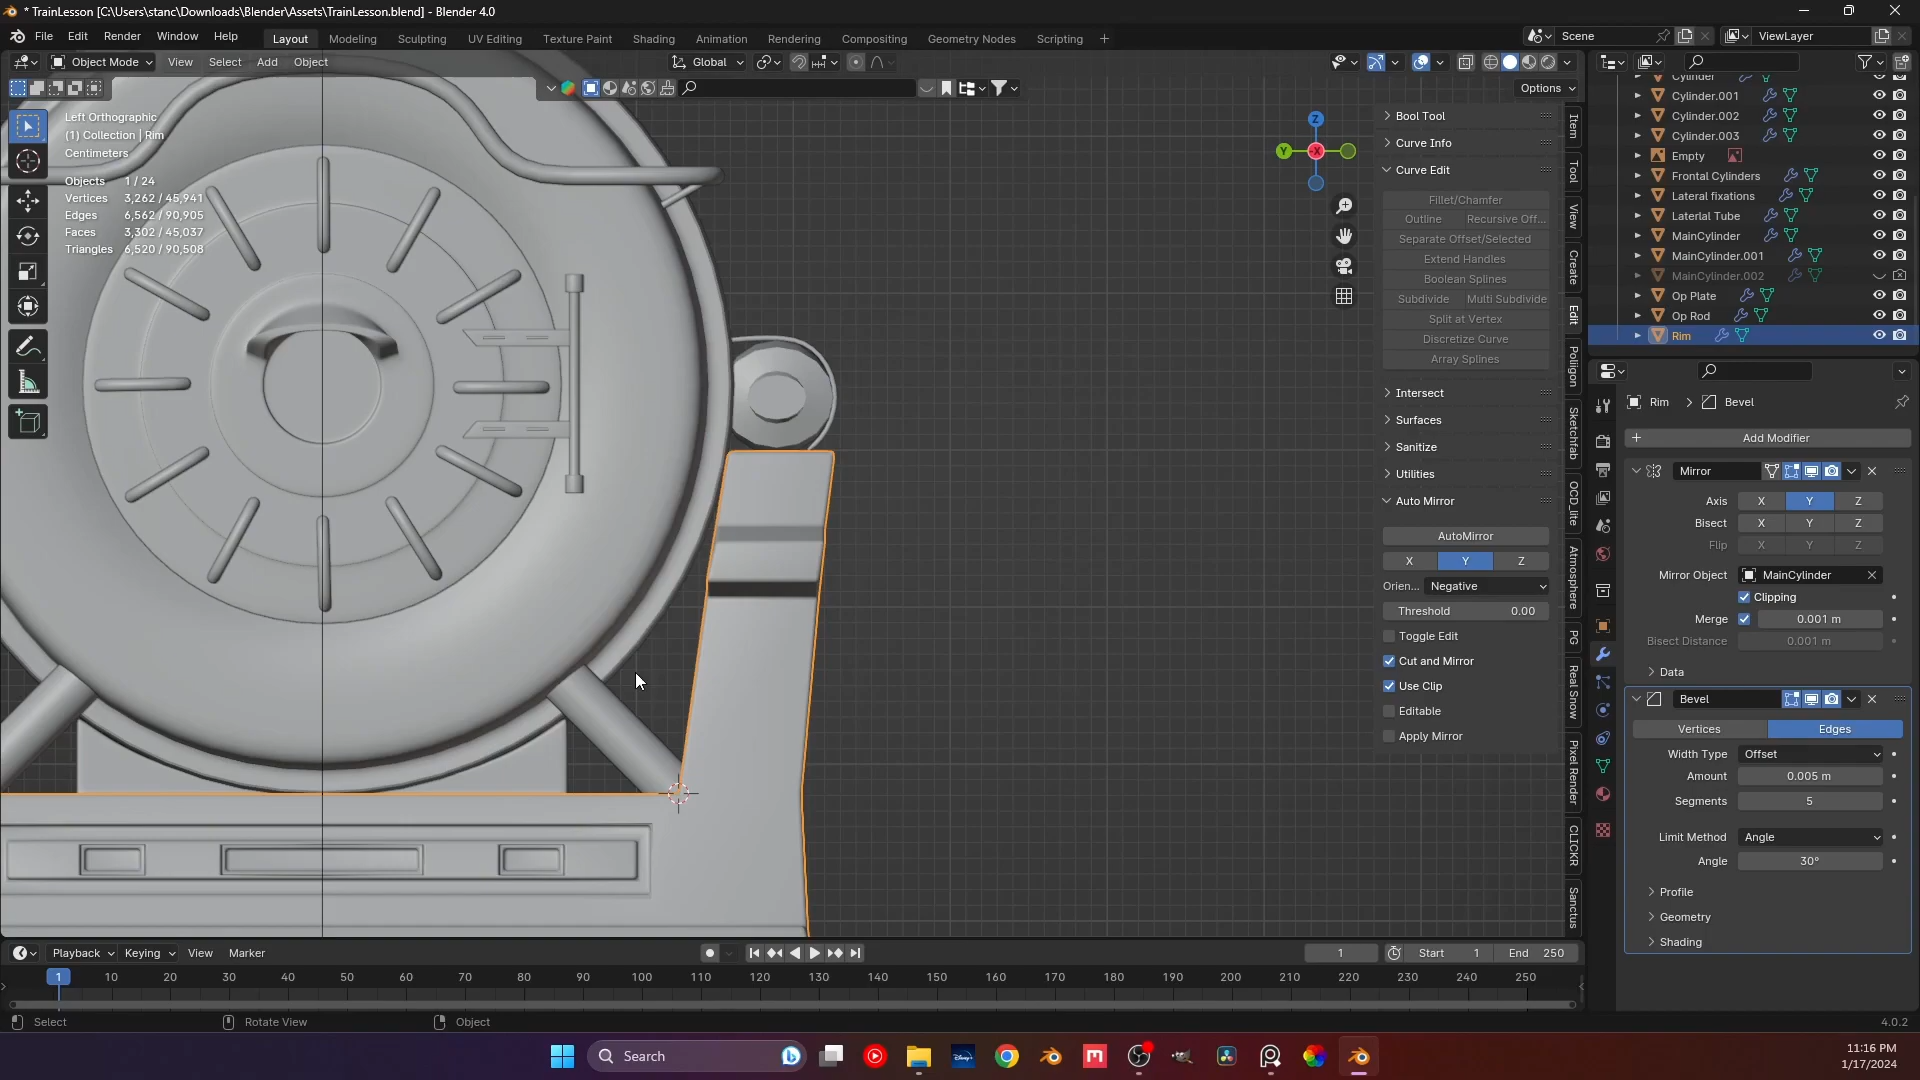 * TrainLesson [C:\Users\stanc\Downloads\Blender\Assets\TrainLesson.blend] - Blender 4.0
File Edit Render Window Help
Layout Modeling Sculpting UV Editing Texture Paint Shading Animation Rendering Compositing Geometry Nodes Scripting +
Scene
ViewLayer
Object Mode View Select Add Object
Global
Options
Left Orthographic
(1) Collection | Rim
Centimeters
Objects 1 / 24
Vertices 3,262 / 45,941
Edges 6,562 / 90,905
Faces 3,302 / 45,037
Triangles 6,520 / 90,508
Z
Y
-X
Bool Tool
Curve Info
Curve Edit
Fillet/Chamfer
Outline Recursive Off...
Separate Offset/Selected
Extend Handles
Boolean Splines
Subdivide Multi Subdivide
Split at Vertex
Discretize Curve
Array Splines
Intersect
Surfaces
Sanitize
Utilities
Auto Mirror
AutoMirror
X Y Z
Orien... Negative
Threshold 0.00
Toggle Edit
Cut and Mirror
Use Clip
Editable
Apply Mirror
Item
Tool
View
Create
Edit
Poliigon
Sketchfab
OCD_lite
Atmosphere
PG
Real Snow
Pixel Render
CLICKR
Sanctus
Cylinder
Cylinder.001
Cylinder.002
Cylinder.003
Empty
Frontal Cylinders
Lateral fixations
Laterlal Tube
MainCylinder
MainCylinder.001
MainCylinder.002
Op Plate
Op Rod
Rim
Rim > Bevel
+ Add Modifier
Mirror
Axis X Y Z
Bisect X Y Z
Flip X Y Z
Mirror Object MainCylinder
Clipping
Merge 0.001 m
Bisect Distance 0.001 m
Data
Bevel
Vertices Edges
Width Type Offset
Amount 0.005 m
Segments 5
Limit Method Angle
Angle 30°
Profile
Geometry
Shading
Playback Keying View Marker
1
Start 1 End 250
1 10 20 30 40 50 60 70 80 90 100 110 120 130 140 150 160 170 180 190 200 210 220 230 240 250
Select Rotate View Object
4.0.2
Search
11:16 PM
1/17/2024